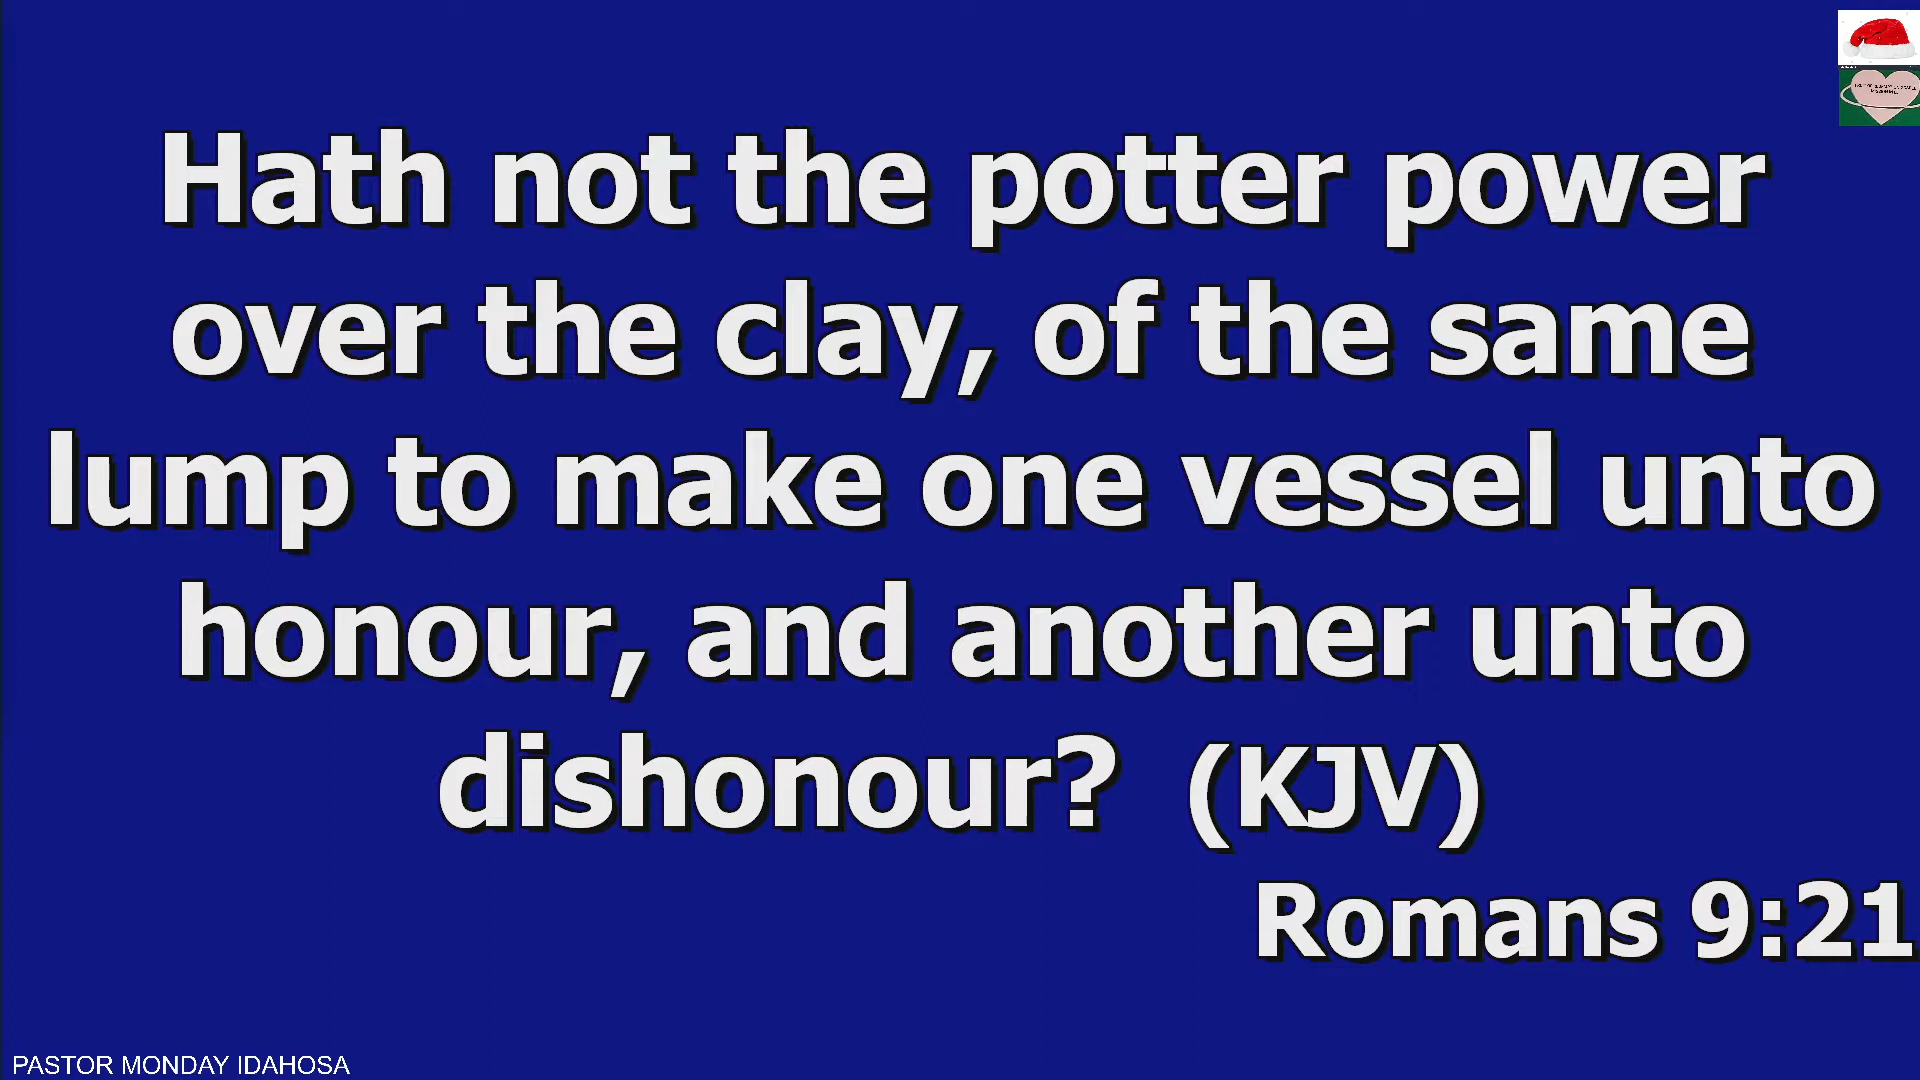 Hath not the potter power
over the clay, of the same
lump to make one vessel unto
honour, and another unto
dishonour? (KJV)
Romans 9:21
PASTOR MONDAY IDAHOSA